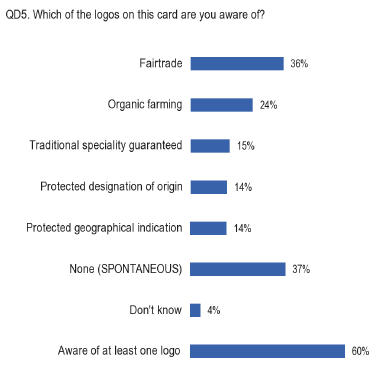 QD5. Which of the logos on this card are you aware of?
Fairtrade 36%
Organic farming 24%
Traditional speciality guaranteed 15%
Protected designation of origin 14%
Protected geographical indication 14%
None (SPONTANEOUS) 37%
Don't know 4%
Aware of at least one logo 60%